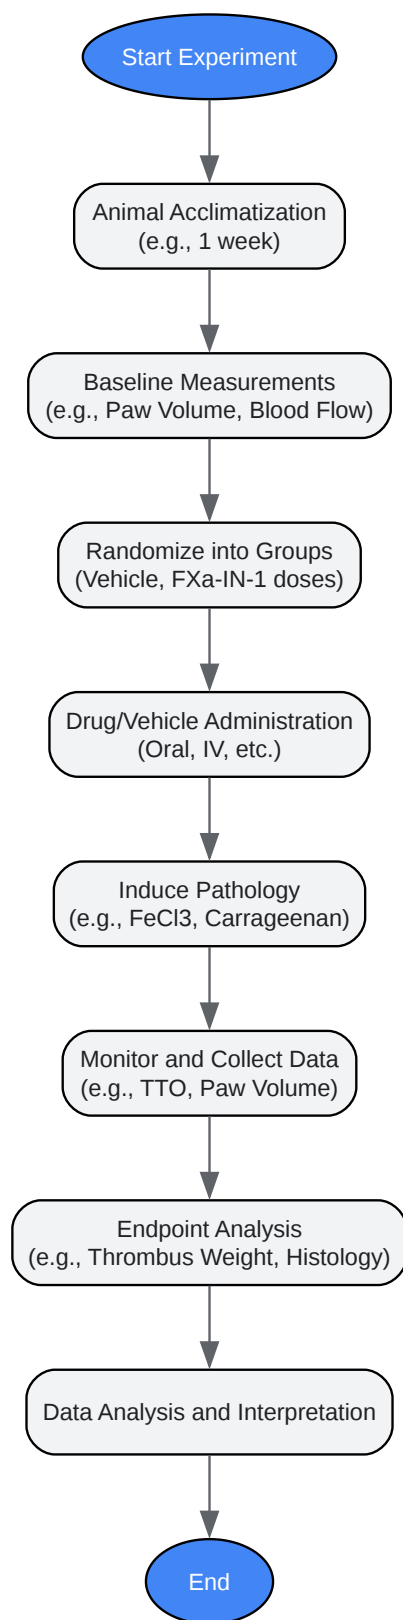 Start Experiment
Animal Acclimatization
(e.g., 1 week)
Baseline Measurements
(e.g., Paw Volume, Blood Flow)
Randomize into Groups
(Vehicle, FXa-IN-1 doses)
Drug/Vehicle Administration
(Oral, IV, etc.)
Induce Pathology
(e.g., FeCl3, Carrageenan)
Monitor and Collect Data
(e.g., TTO, Paw Volume)
Endpoint Analysis
(e.g., Thrombus Weight, Histology)
Data Analysis and Interpretation
End